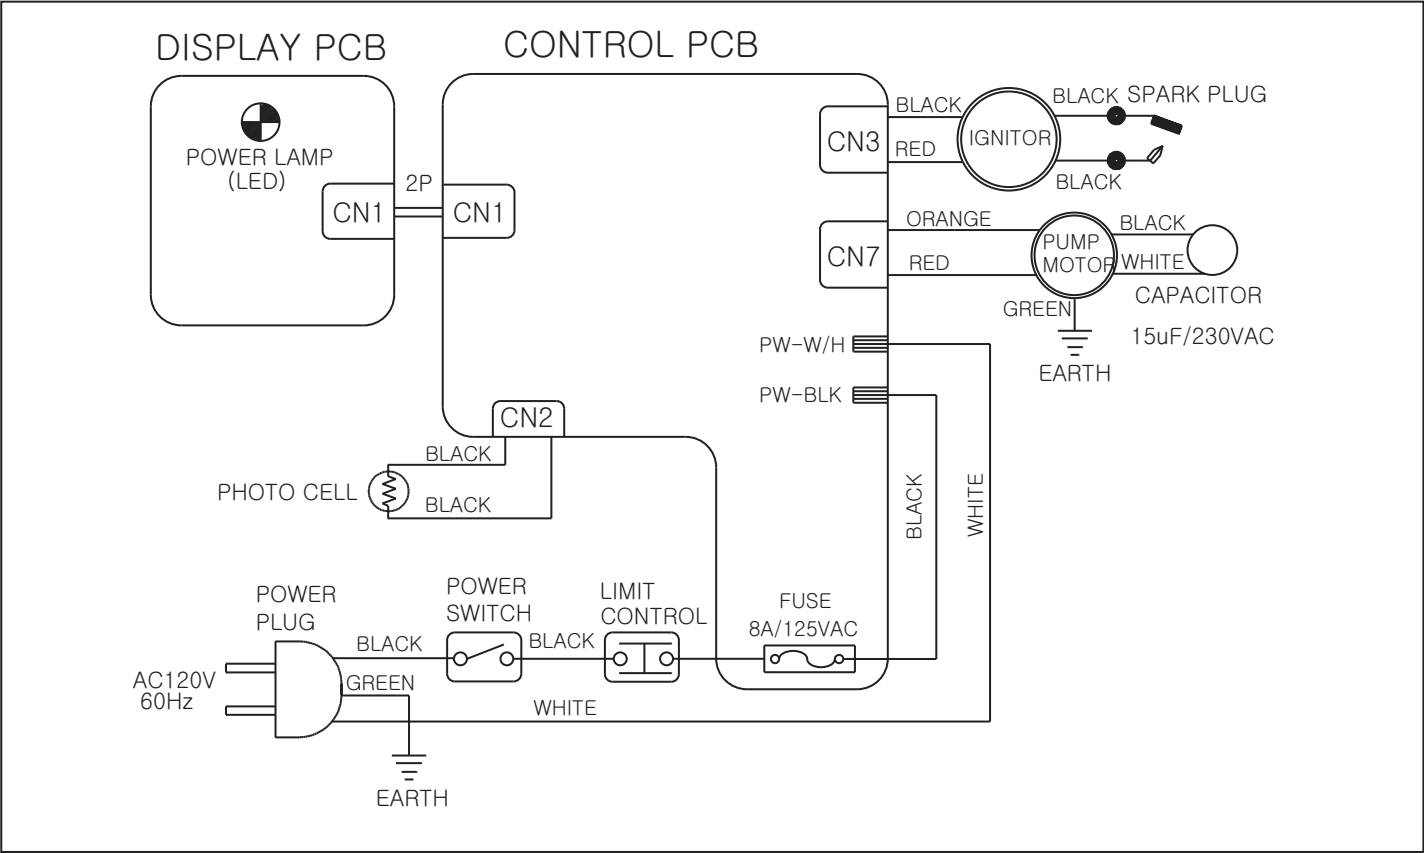 DISPLAY PCB
CONTROL PCB
POWER LAMP
(LED)
CN1
2P
CN1
CN3
BLACK
RED
IGNITOR
BLACK
SPARK PLUG
BLACK
CN7
ORANGE
RED
PUMP
MOTOR
BLACK
WHITE
CAPACITOR
15uF/230VAC
GREEN
EARTH
PW-W/H
PW-BLK
CN2
BLACK
PHOTO CELL
BLACK
BLACK
WHITE
POWER
PLUG
AC120V
60Hz
BLACK
GREEN
POWER
SWITCH
BLACK
LIMIT
CONTROL
FUSE
8A/125VAC
WHITE
EARTH